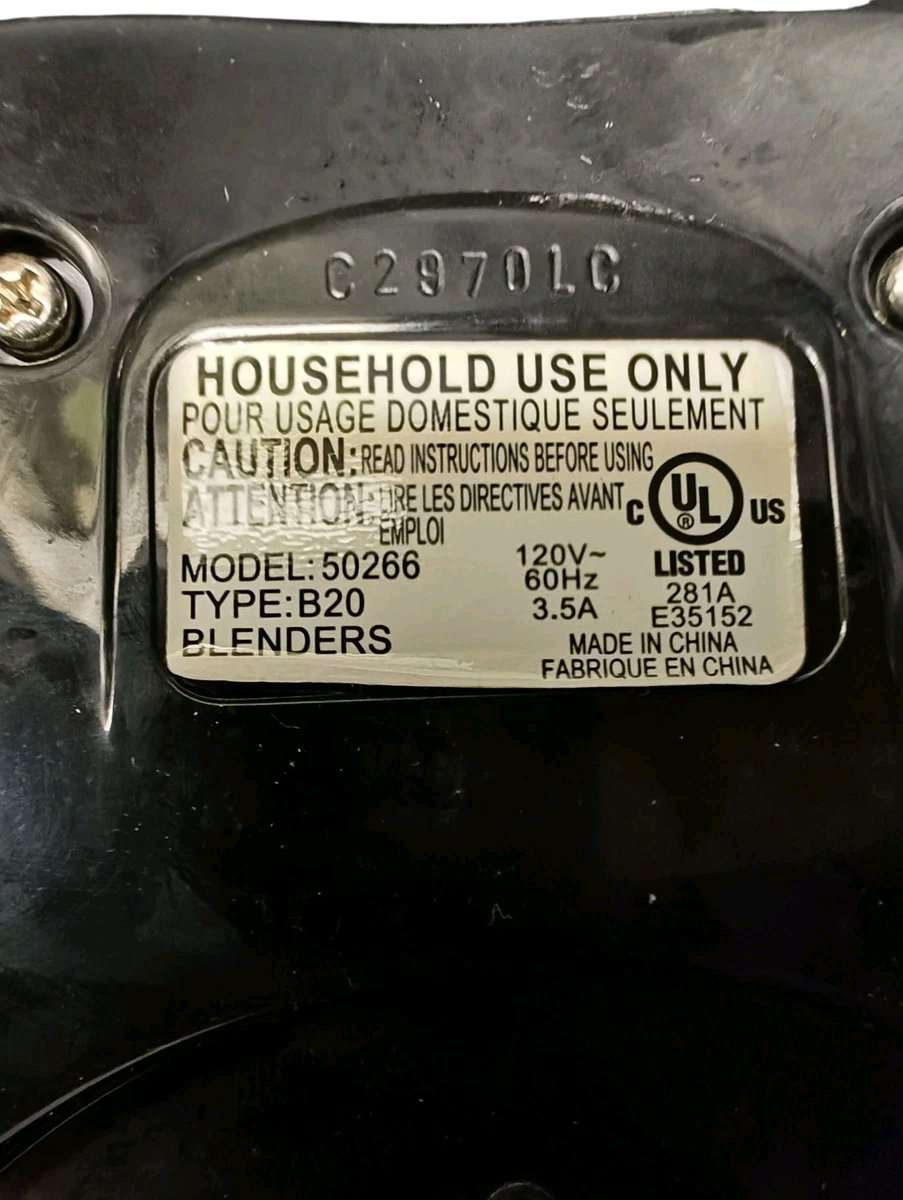 C2970LC
HOUSEHOLD USE ONLY
POUR USAGE DOMESTIQUE SEULEMENT
CAUTION: READ INSTRUCTIONS BEFORE USING
ATTENTION: LIRE LES DIRECTIVES AVANT
EMPLOI
C UL ® US
LISTED
281A
E35152
MODEL: 50266
TYPE: B20
BLENDERS
120V~
60Hz
3.5A
MADE IN CHINA
FABRIQUE EN CHINA